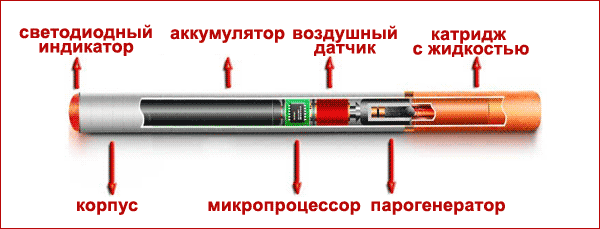 светодиодный
индикатор
аккумулятор
воздушный
датчик
катридж
с жидкостью
корпус
микропроцессор
парогенератор